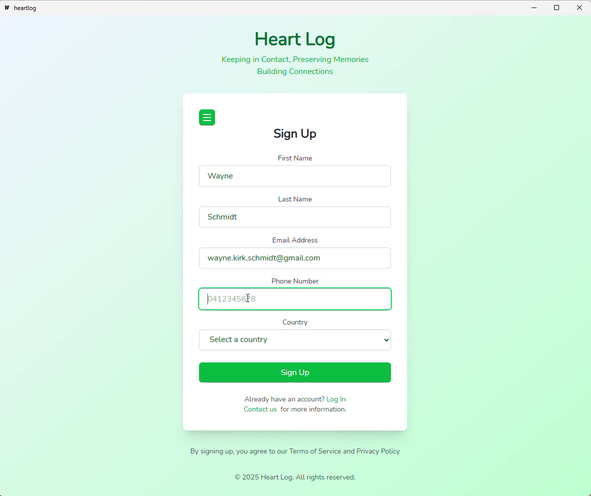 heartlog
Heart Log
Keeping in Contact, Preserving Memories
Building Connections
Sign Up
First Name
Wayne
Last Name
Schmidt
Email Address
wayne.kirk.schmidt@gmail.com
Phone Number
0412345678
Country
Select a country
Sign Up
Already have an account? Log In
Contact us for more information.
By signing up, you agree to our Terms of Service and Privacy Policy
© 2025 Heart Log. All rights reserved.